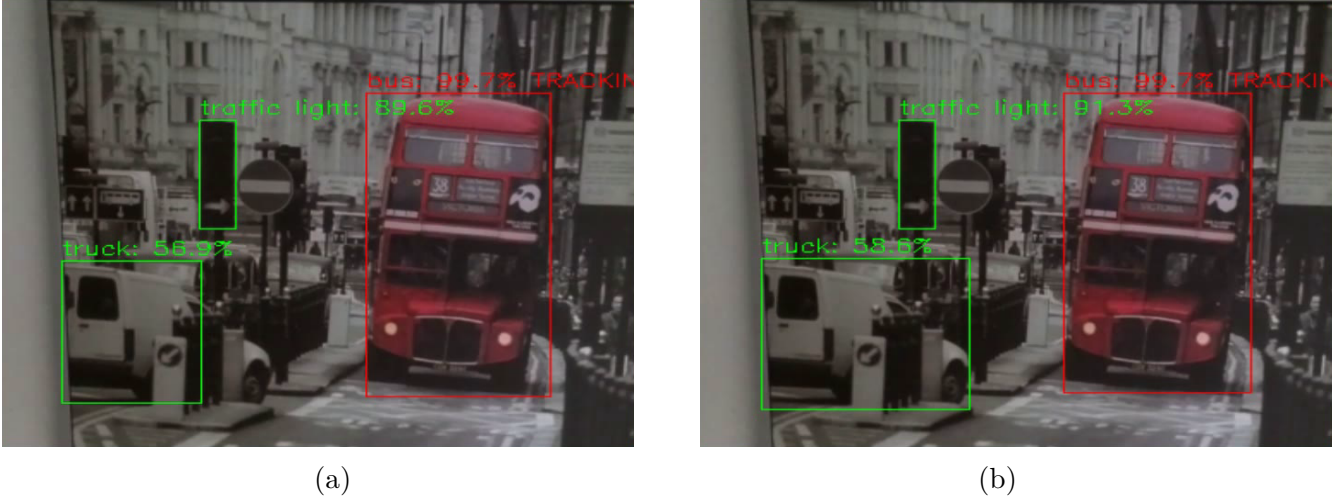 bus: 99.7% TRACKIN
traffic light: 89.6%
truck: 56.9%
38
(a)
bus: 99.7% TRACKIN
traffic light: 91.3%
truck: 58.6%
38
(b)